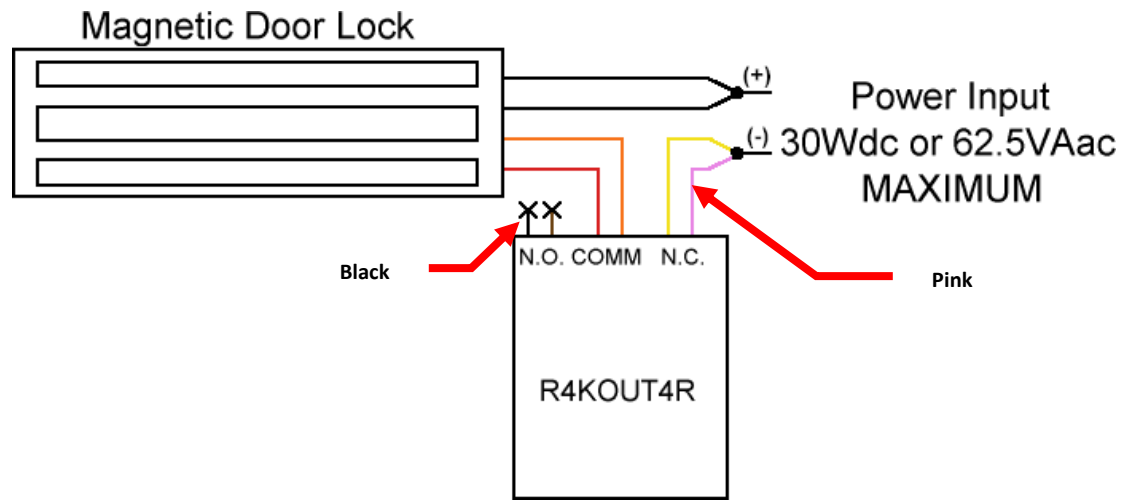 Magnetic Door Lock
(+)
Power Input
(-)
30Wdc or 62.5VAac
MAXIMUM
N.O. COMM N.C.
Black
Pink
R4KOUT4R